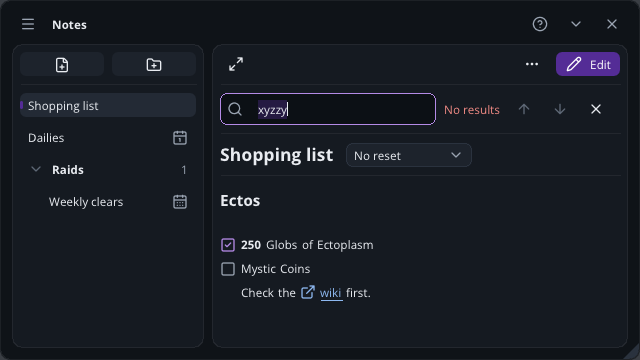 Notes
Edit
Shopping list
xyzzy
No results
Dailies
Shopping list
No reset
Raids
1
Weekly clears
Ectos
250 Globs of Ectoplasm
Mystic Coins
Check the wiki first.